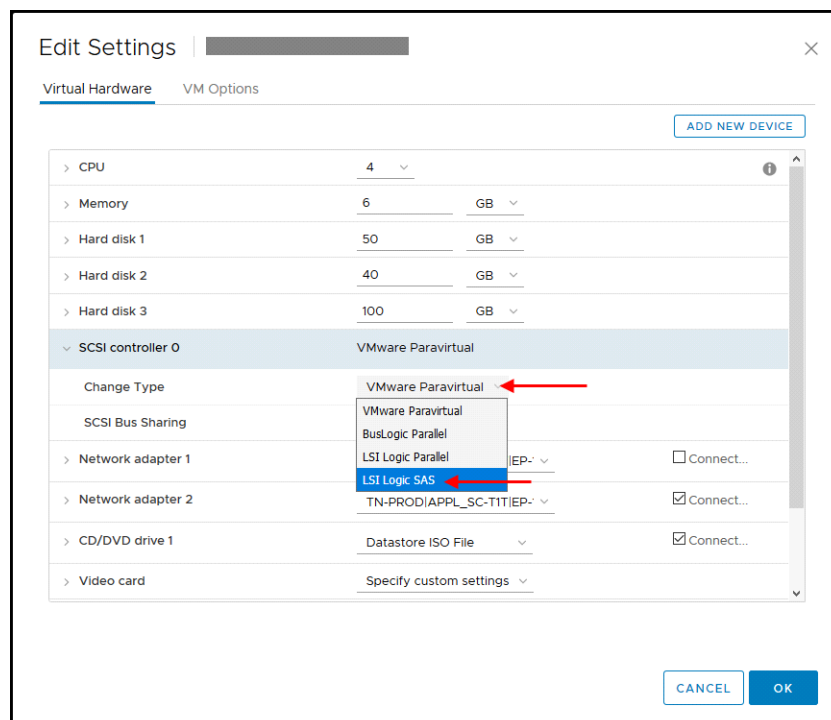 Edit Settings
Virtual Hardware VM Options
ADD NEW DEVICE
CPU 4
Memory 6 GB
Hard disk 1 50 GB
Hard disk 2 40 GB
Hard disk 3 100 GB
SCSI controller 0 VMware Paravirtual
Change Type VMware Paravirtual
VMware Paravirtual
SCSI Bus Sharing BusLogic Parallel
LSI Logic Parallel
Network adapter 1 |EP- Connect...
LSI Logic SAS
Network adapter 2 TN-PROD|APPL_SC-T1T|EP-' Connect...
CD/DVD drive 1 Datastore ISO File Connect...
Video card Specify custom settings
CANCEL OK